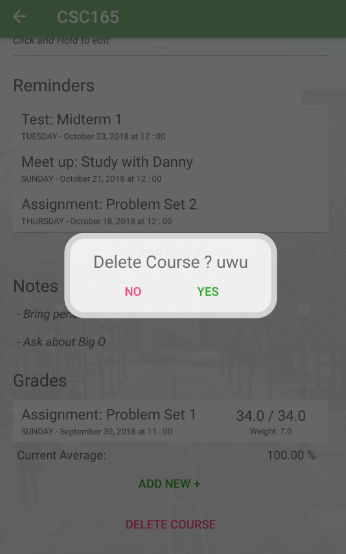 CSC165
Click and Hold to edit
Reminders
Test: Midterm 1
TUESDAY - October 23, 2018 at 12 : 00
Meet up: Study with Danny
SUNDAY - October 21, 2018 at 12 : 00
Assignment: Problem Set 2
THURSDAY - October 18, 2018 at 12 : 00
Delete Course ? uwu
NO YES
Notes
- Bring
- Ask about Big O
Grades
Assignment: Problem Set 1 34.0 / 34.0
SUNDAY - September 30, 2018 at 11 : 00 Weight: 7.0
Current Average: 100.00 %
ADD NEW +
DELETE COURSE